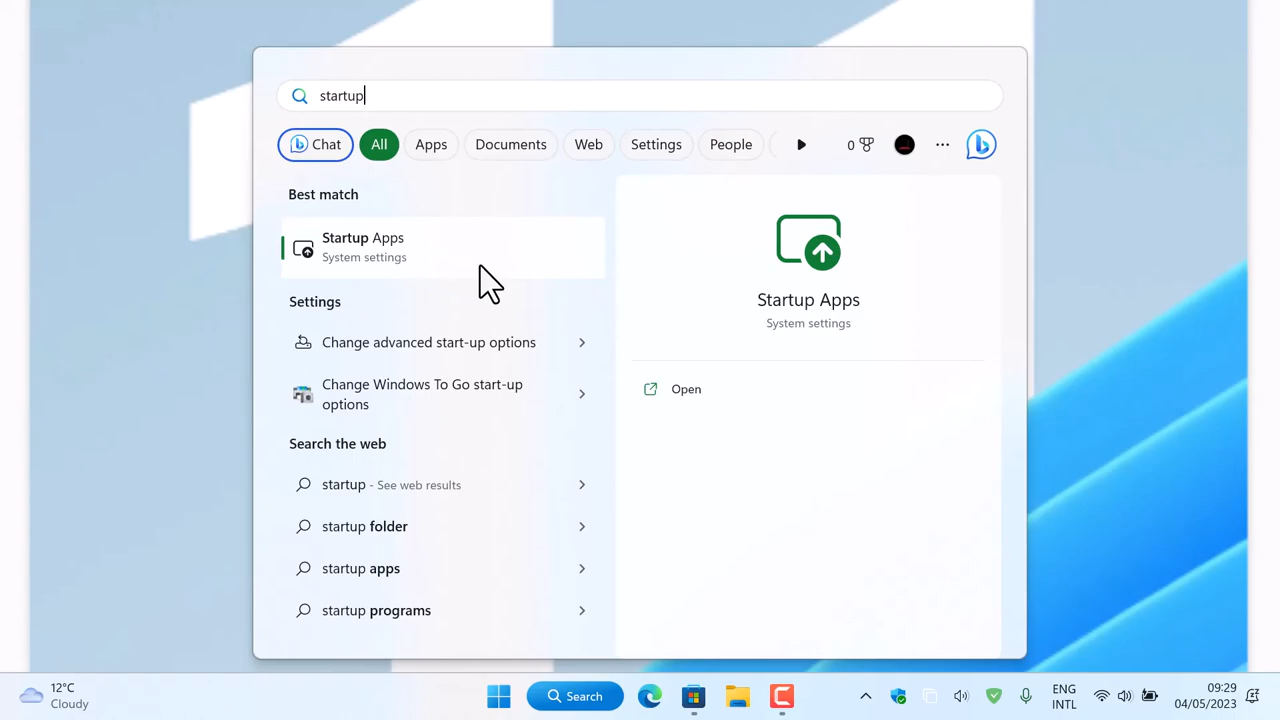 startup
Chat
All
Apps
Documents
Web
Settings
People
0
Best match
Startup Apps
System settings
Settings
Change advanced start-up options
Change Windows To Go start-up
options
Search the web
startup - See web results
startup folder
startup apps
startup programs
Startup Apps
System settings
Open
12°C
Cloudy
Search
ENG
INTL
09:29
04/05/2023